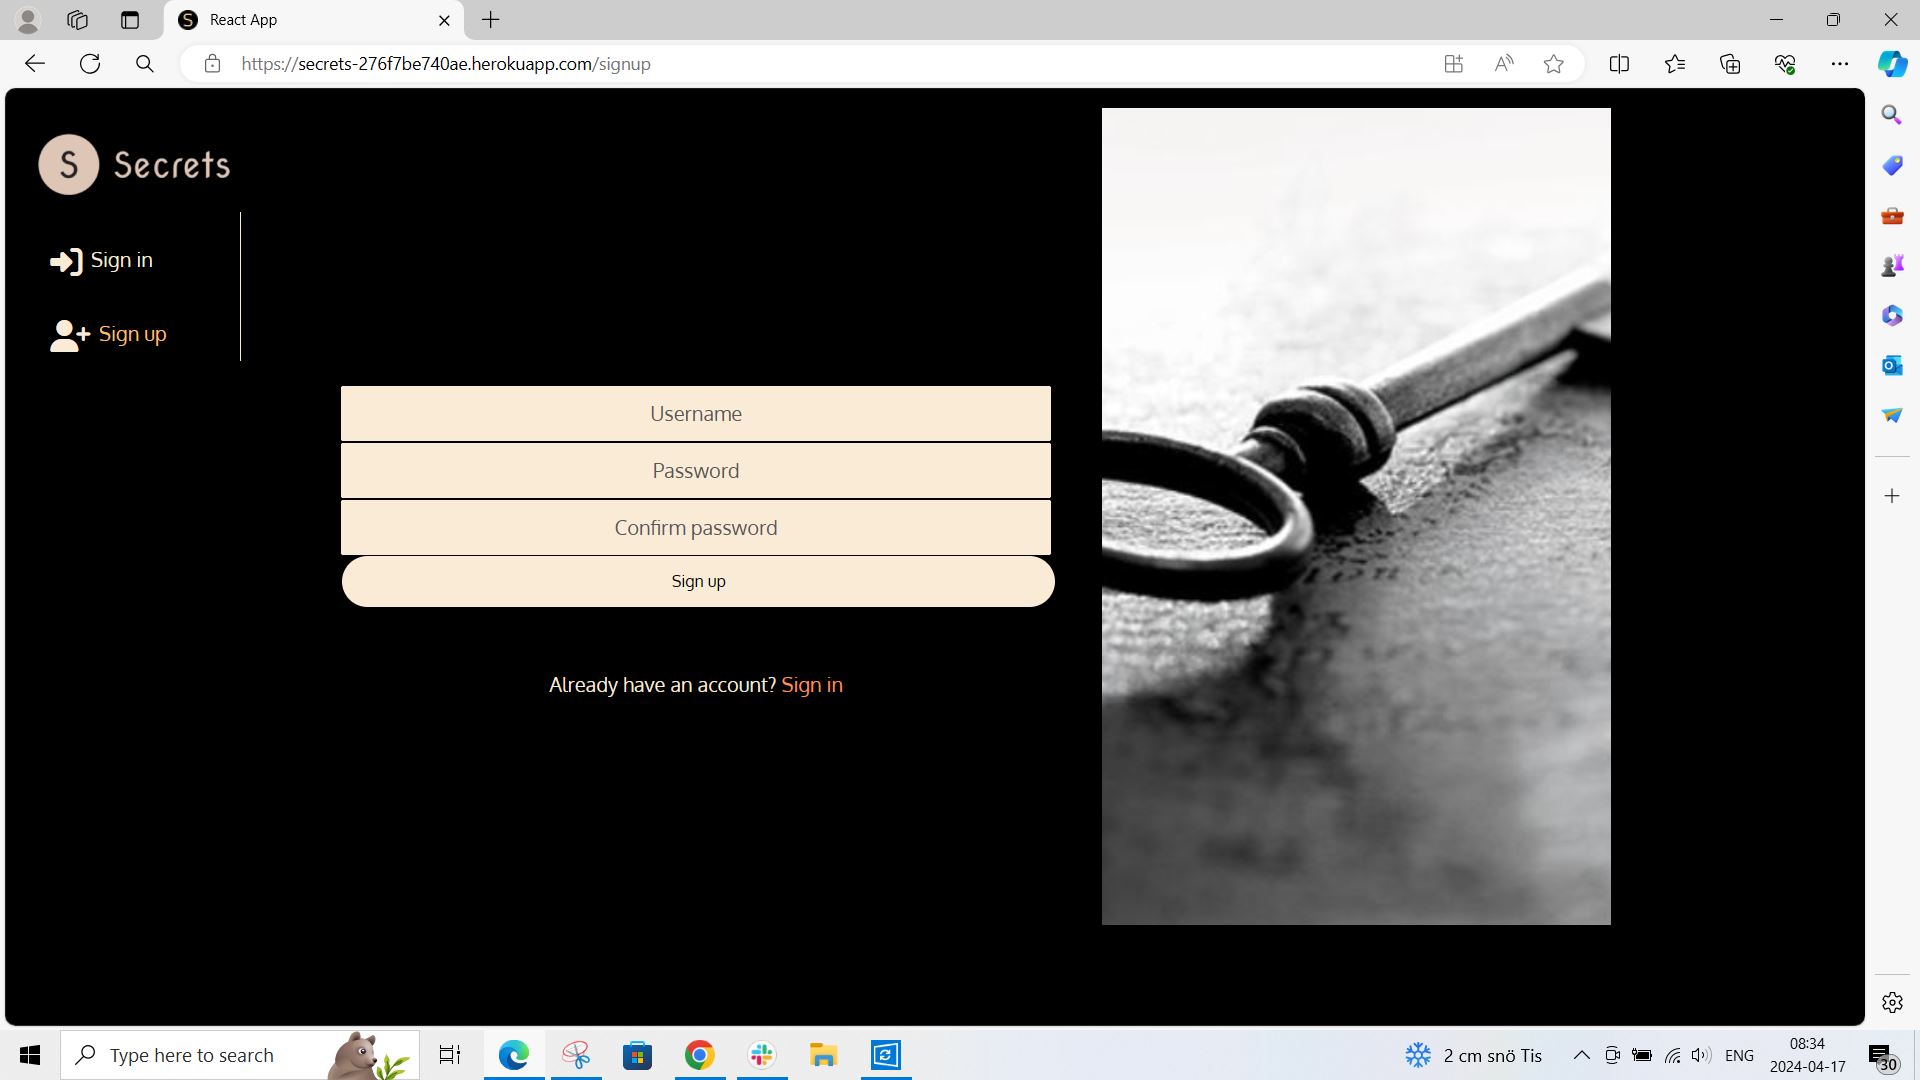 React App
https://secrets-276f7be740ae.herokuapp.com/signup
S Secrets
Sign in
Sign up
Username
Password
Confirm password
Sign up
Already have an account? Sign in
Type here to search
2 cm snö Tis
ENG
08:34
2024-04-17
30